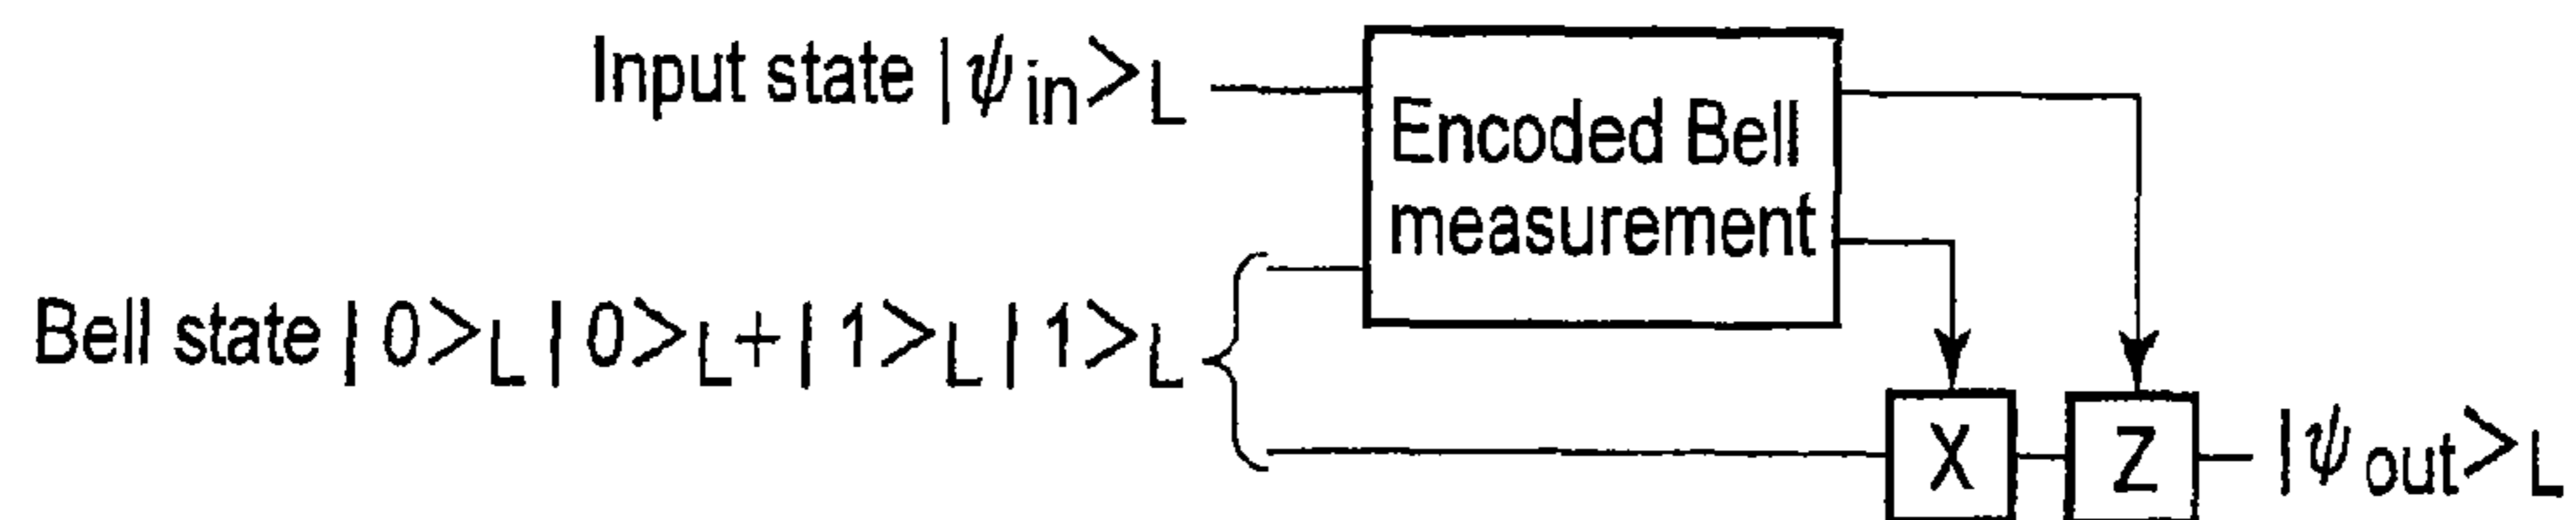 Input state |ψin>L
Encoded Bell
measurement
Bell state |0>L|0>L+|1>L|1>L
X
Z
|ψout>L